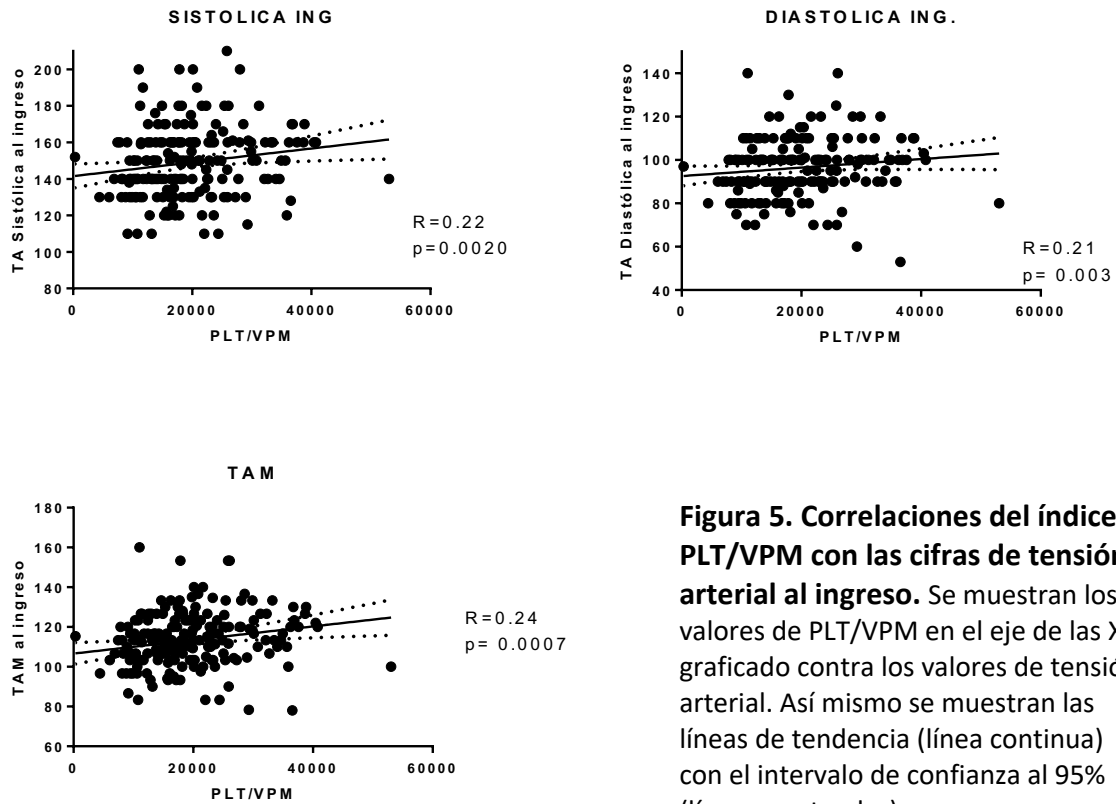 SISTOLICA ING
TA Sistólica al ingreso
200
180
160
140
120
100
80
R=0.22
p=0.0020
0 20000 40000 60000
PLT/VPM
DIASTOLICA ING.
TA Diastólica al ingreso
140
120
100
80
60
40
R=0.21
p= 0.003
0 20000 40000 60000
PLT/VPM
TAM
TAM al ingreso
180
160
140
120
100
80
60
R=0.24
p= 0.0007
0 20000 40000 60000
PLT/VPM
Figura 5. Correlaciones del índice
PLT/VPM con las cifras de tensión
arterial al ingreso. Se muestran los
valores de PLT/VPM en el eje de las X
graficado contra los valores de tensió
arterial. Así mismo se muestran las
líneas de tendencia (línea continua)
con el intervalo de confianza al 95%